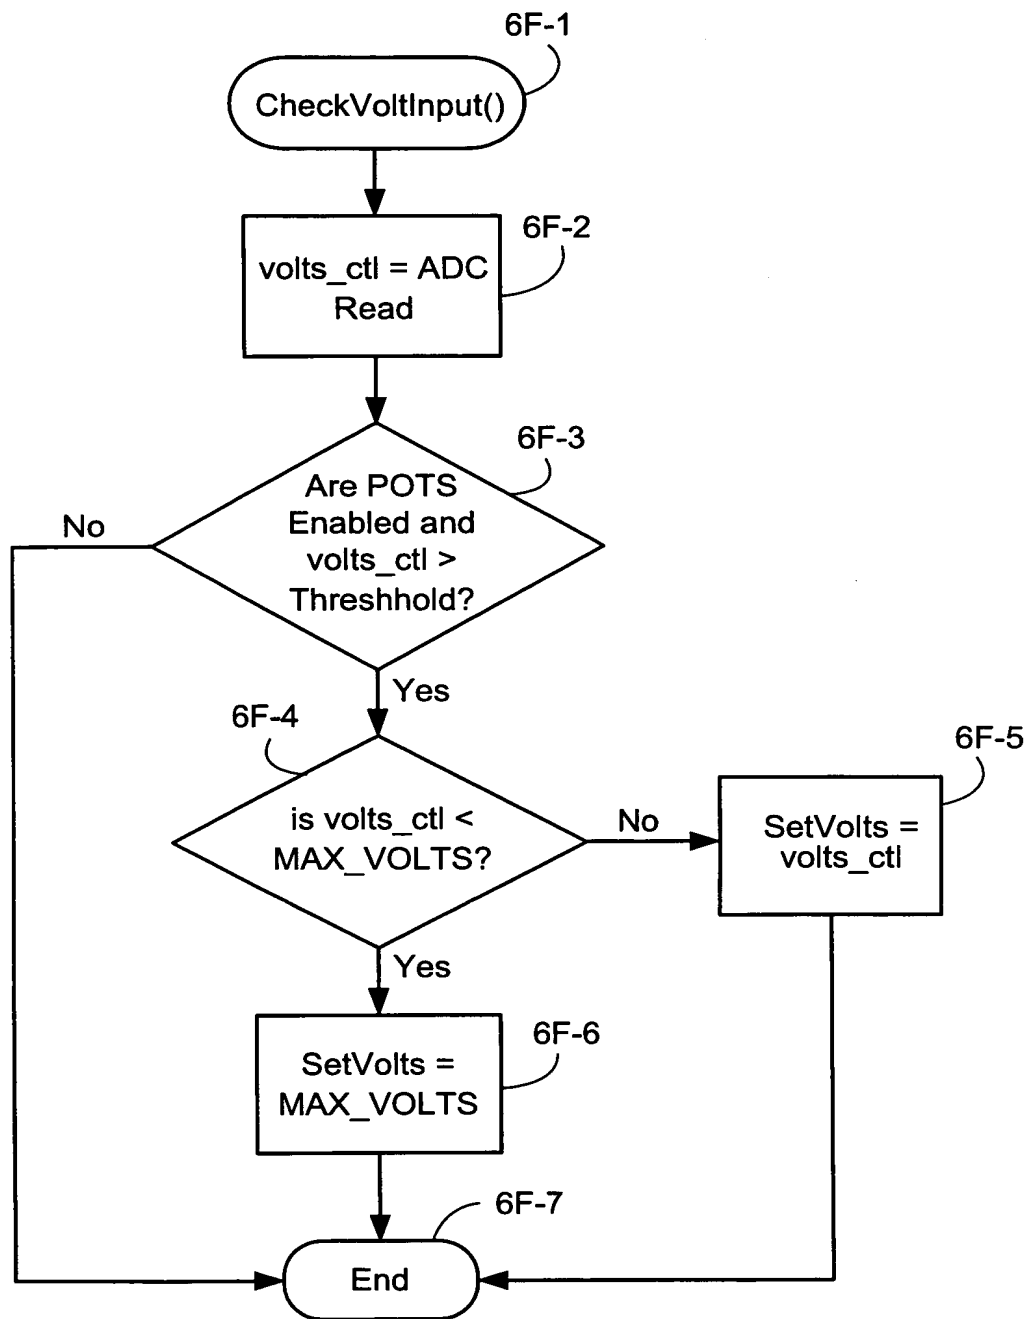 6F-1
CheckVoltInput()
6F-2
volts_ctl = ADC
Read
6F-3
Are POTS
Enabled and
volts_ctl >
Threshhold?
No
Yes
6F-4
is volts_ctl <
MAX_VOLTS?
No
6F-5
SetVolts =
volts_ctl
Yes
6F-6
SetVolts =
MAX_VOLTS
6F-7
End